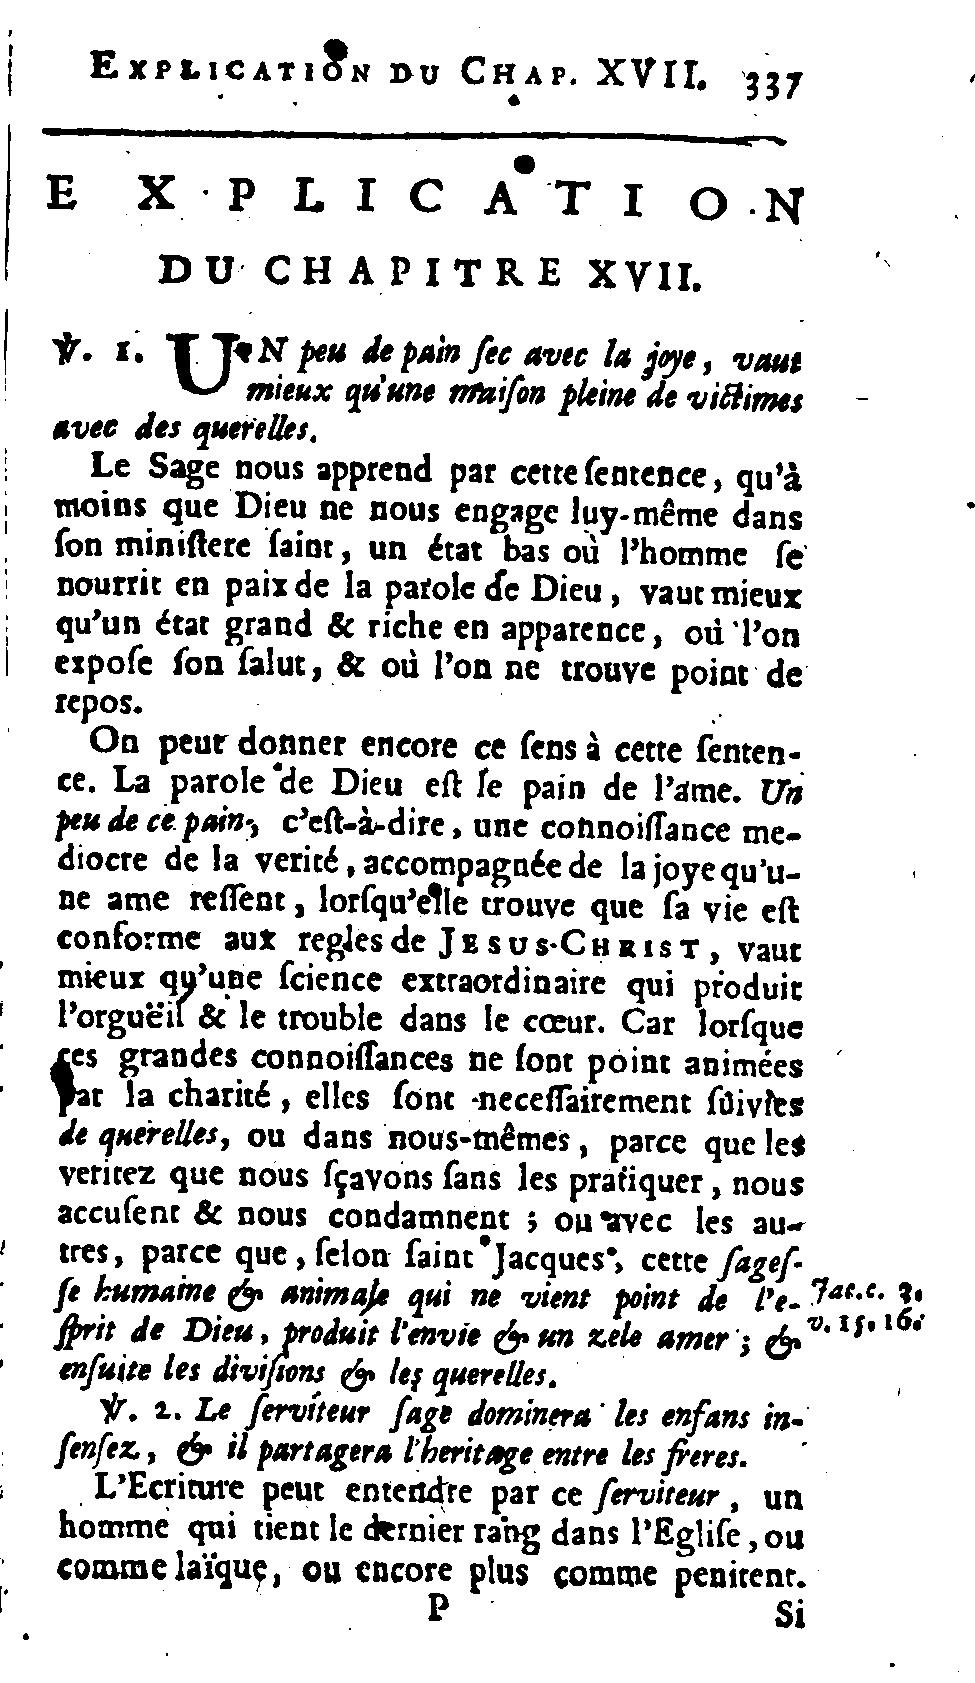 EXPLICATION DU CHAP. XVII. 337
EXPLICATION
DU CHAPITRE XVII.
℣. 1. UN peu de pain ſec avec la joye, vaut
mieux qu'une maiſon pleine de victimes
avec des querelles.
Le Sage nous apprend par cette ſentence, qu'à
moins que Dieu ne nous engage luy-même dans
ſon miniſtere ſaint, un état bas où l'homme ſe
nourrit en paix de la parole de Dieu, vaut mieux
qu'un état grand & riche en apparence, où l'on
expoſe ſon ſalut, & où l'on ne trouve point de
repos.
On peut donner encore ce ſens à cette ſenten-
ce. La parole de Dieu eſt le pain de l'ame. Un
peu de ce pain, c'eſt-à-dire, une connoiſſance me-
diocre de la verité, accompagnée de la joye qu'u-
ne ame reſſent, lorſqu'elle trouve que ſa vie eſt
conforme aux regles de JESUS-CHRIST, vaut
mieux qu'une ſcience extraordinaire qui produit
l'orguëil & le trouble dans le cœur. Car lorſque
ces grandes connoiſſances ne ſont point animées
par la charité, elles ſont neceſſairement ſuivies
de querelles, ou dans nous-mêmes, parce que les
veritez que nous ſçavons ſans les pratiquer, nous
accuſent & nous condamnent ; ou avec les au-
tres, parce que, ſelon ſaint Jacques, cette ſageſ-
ſe humaine & animale qui ne vient point de l'e-
ſprit de Dieu, produit l'envie & un zele amer ; &
enſuite les diviſions & les querelles.
Jac. c. 3.
v. 15. 16.
℣. 2. Le ſerviteur ſage dominera les enfans in-
ſenſez, & il partagera l'heritage entre les freres.
L'Ecriture peut entendre par ce ſerviteur, un
homme qui tient le dernier rang dans l'Egliſe, ou
comme laïque, ou encore plus comme penitent.
P Si